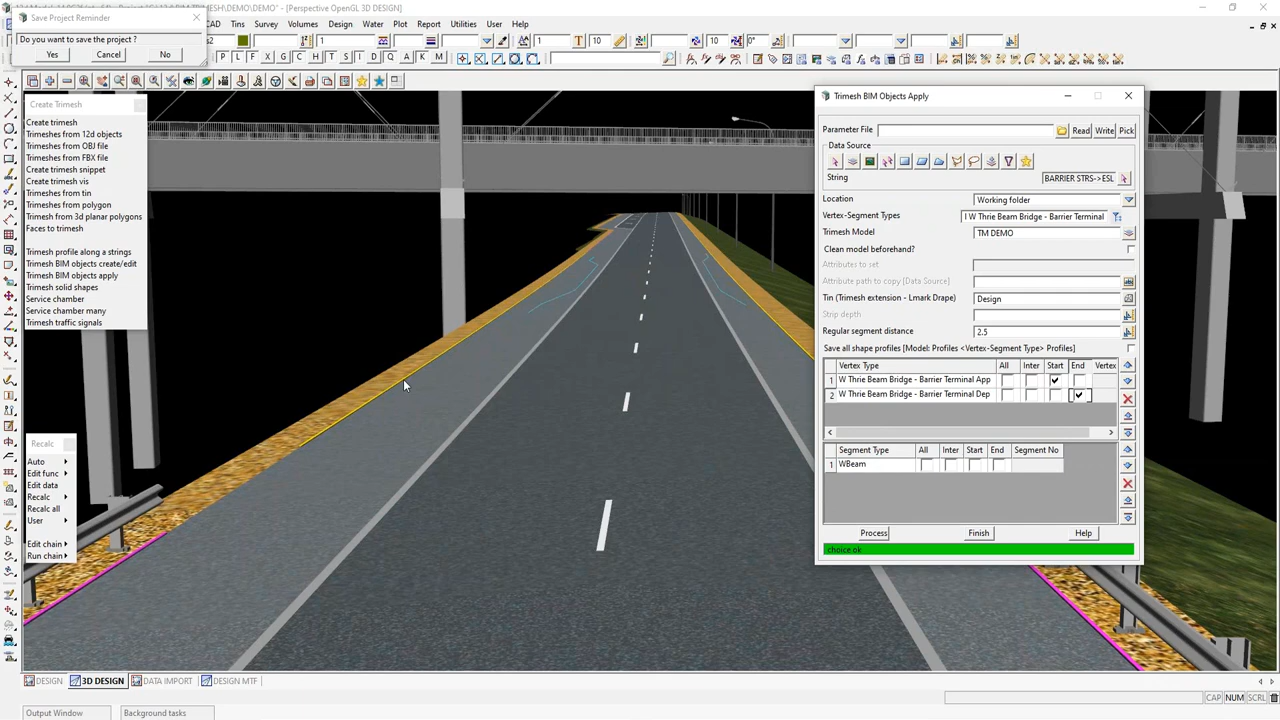 DEMO\DEMO" - [Perspective OpenGL 3D DESIGN]
Save Project Reminder
Do you want to save the project ?
Yes Cancel No
CAD Tins Survey Volumes Design Water Plot Report Utilities User Help
1 1 10 10 0°
P L F X G C H T S I D Q A K M
Create Trimesh
Create trimesh
Trimeshes from 12d objects
Trimeshes from OBJ file
Trimeshes from FBX file
Create trimesh snippet
Create trimesh vis
Trimeshes from tin
Trimeshes from polygon
Trimesh from 3d planar polygons
Faces to trimesh
Trimesh profile along a strings
Trimesh BIM objects create/edit
Trimesh BIM objects apply
Trimesh solid shapes
Service chamber
Service chamber many
Trimesh traffic signals
Recalc
Auto
Edit func
Edit data
Recalc
Recalc all
User
Edit chain
Run chain
Trimesh BIM Objects Apply
Parameter File Read Write Pick
Data Source
String BARRIER STRS->ESL
Location Working folder
Vertex-Segment Types l W Thrie Beam Bridge - Barrier Terminal
Trimesh Model TM DEMO
Clean model beforehand?
Attributes to set
Attribute path to copy [Data Source]
Tin (Trimesh extension - Lmark Drape) Design
Strip depth
Regular segment distance 2.5
Save all shape profiles [Model: Profiles <Vertex-Segment Type> Profiles]
Vertex Type All Inter Start End Vertex
1 W Thrie Beam Bridge - Barrier Terminal App
2 W Thrie Beam Bridge - Barrier Terminal Dep
Segment Type All Inter Start End Segment No
1 WBeam
Process Finish Help
choice ok
DESIGN 3D DESIGN DATA IMPORT DESIGN MTF
CAP NUM SCRL
Output Window Background tasks